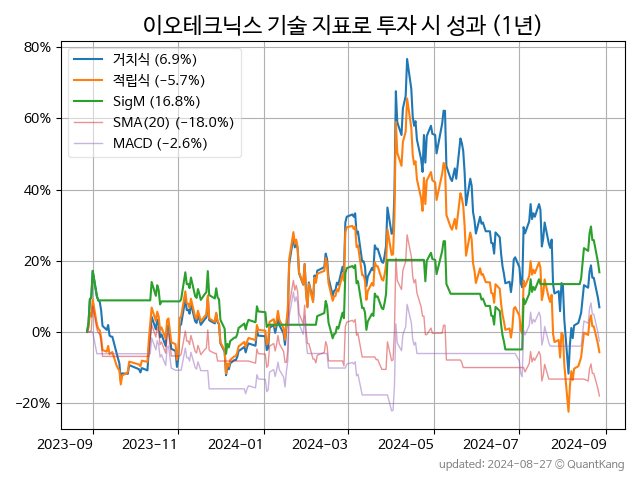 이오테크닉스 기술 지표로 투자 시 성과 (1년)
80%
60%
40%
20%
0%
−20%
거치식 (6.9%)
적립식 (−5.7%)
SigM (16.8%)
SMA(20) (−18.0%)
MACD (−2.6%)
2023-09 2023-11 2024-01 2024-03 2024-05 2024-07 2024-09
updated: 2024-08-27 © QuantKang